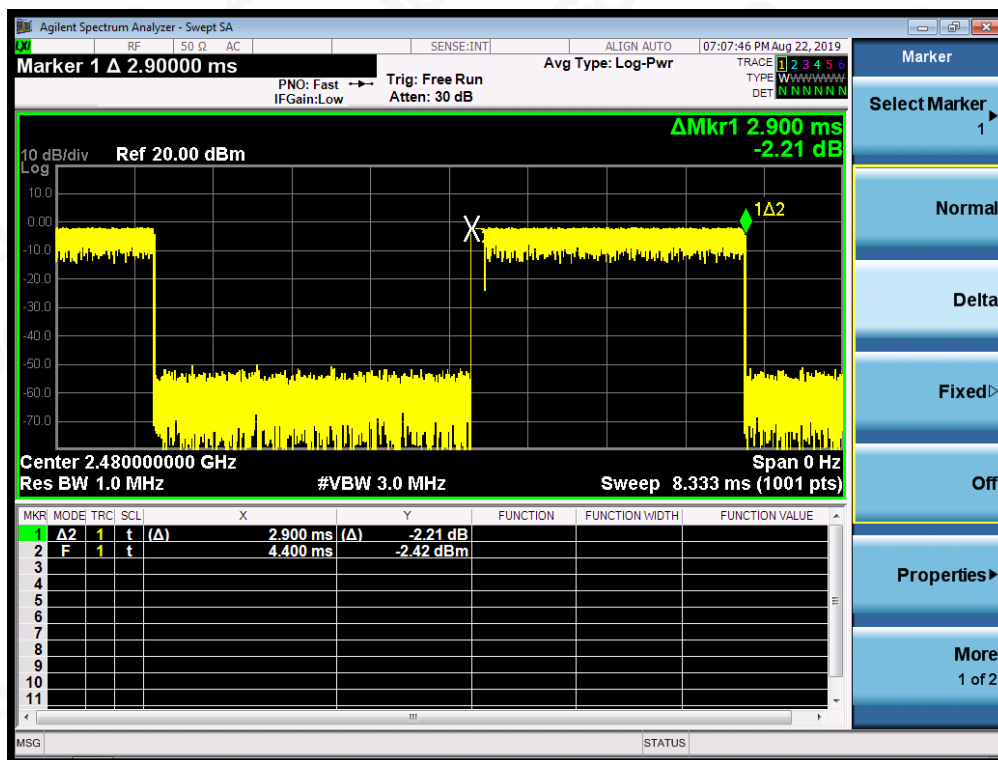 Agilent Spectrum Analyzer - Swept SA
LXI RF 50 Ω AC SENSE:INT ALIGN AUTO 07:07:46 PM Aug 22, 2019
Marker 1 Δ 2.90000 ms
PNO: Fast
IFGain:Low
Trig: Free Run
Atten: 30 dB
Avg Type: Log-Pwr
TRACE 1 2 3 4 5 6
TYPE WWWWWWW
DET N N N N N N
ΔMkr1 2.900 ms
-2.21 dB
10 dB/div Ref 20.00 dBm
Log
10.0
0.00
-10.0
-20.0
-30.0
-40.0
-50.0
-60.0
-70.0
X
1Δ2
Center 2.480000000 GHz Span 0 Hz
Res BW 1.0 MHz #VBW 3.0 MHz Sweep 8.333 ms (1001 pts)
MKR MODE TRC SCL X Y FUNCTION FUNCTION WIDTH FUNCTION VALUE
1 Δ2 1 t (Δ) 2.900 ms (Δ) -2.21 dB
2 F 1 t 4.400 ms -2.42 dBm
3
4
5
6
7
8
9
10
11
MSG STATUS
Marker
Select Marker
1
Normal
Delta
Fixed
Off
Properties
More
1 of 2